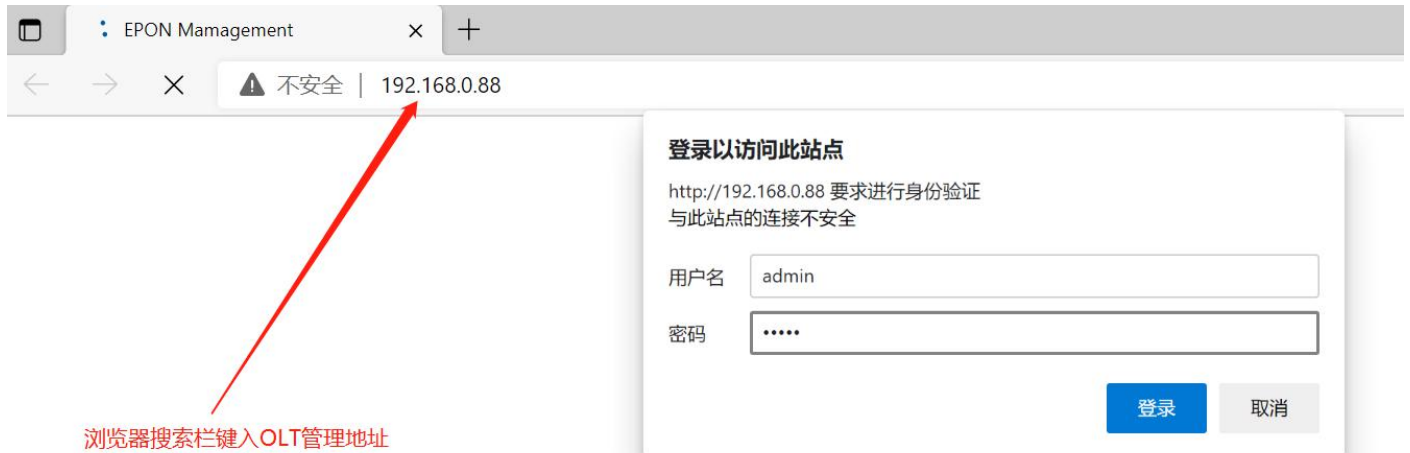 EPON Mamagement
不安全 | 192.168.0.88
登录以访问此站点
http://192.168.0.88 要求进行身份验证
与此站点的连接不安全
用户名 admin
密码 •••••
登录 取消
浏览器搜索栏键入OLT管理地址